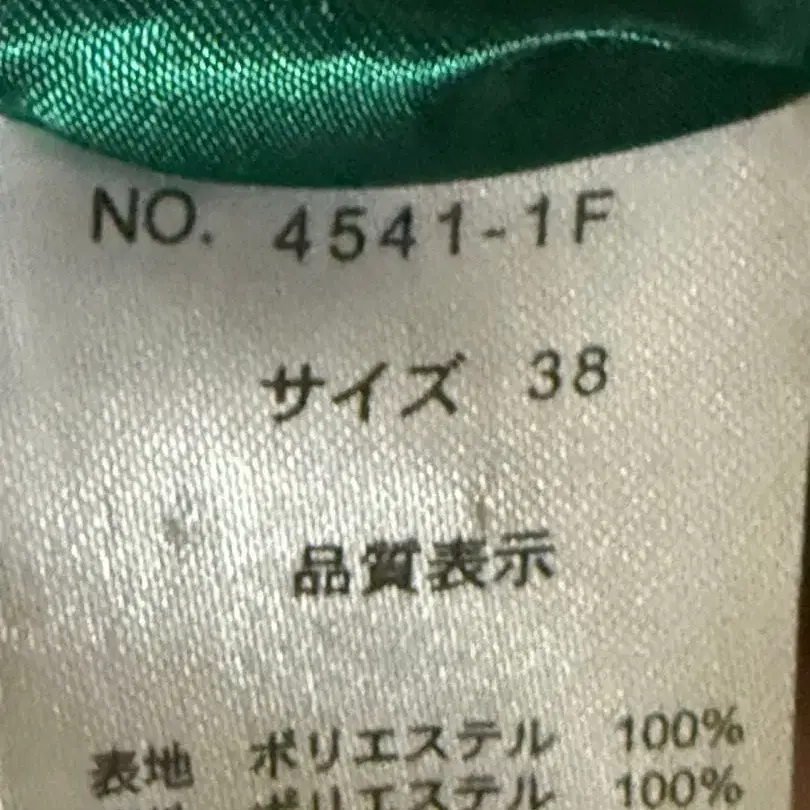 NO. 4541-1F
サイズ 38
品質表示
表地 ポリエステル 100%
ポリエステル 100%